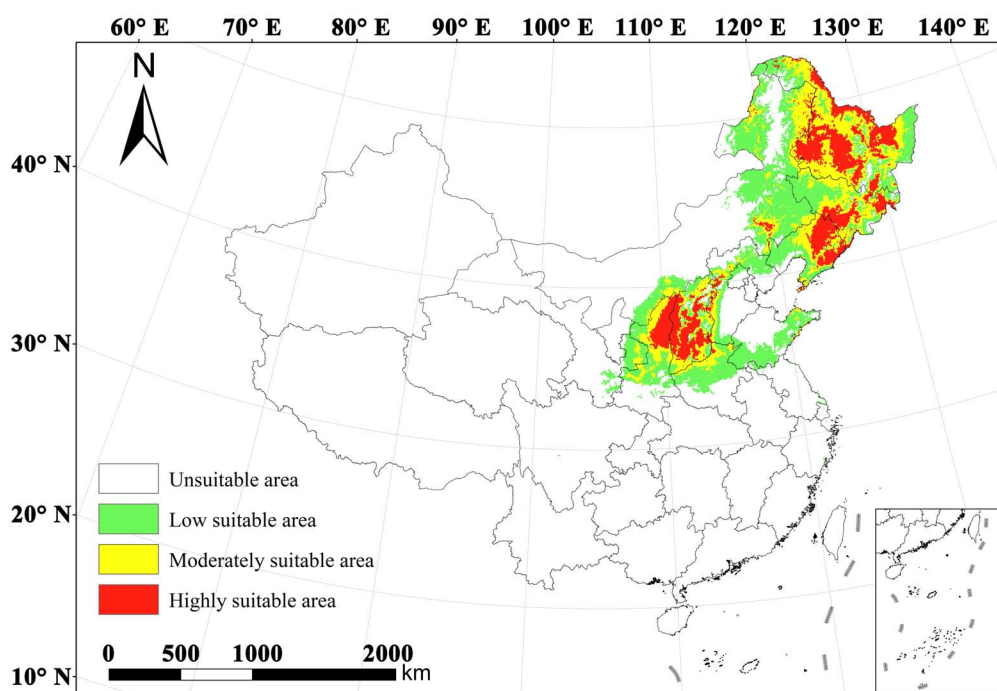 60° E 70° E 80° E 90° E 100° E 110° E 120° E 130° E 140° E
N
40° N
30° N
20° N
10° N
Unsuitable area
Low suitable area
Moderately suitable area
Highly suitable area
0 500 1000 2000 km